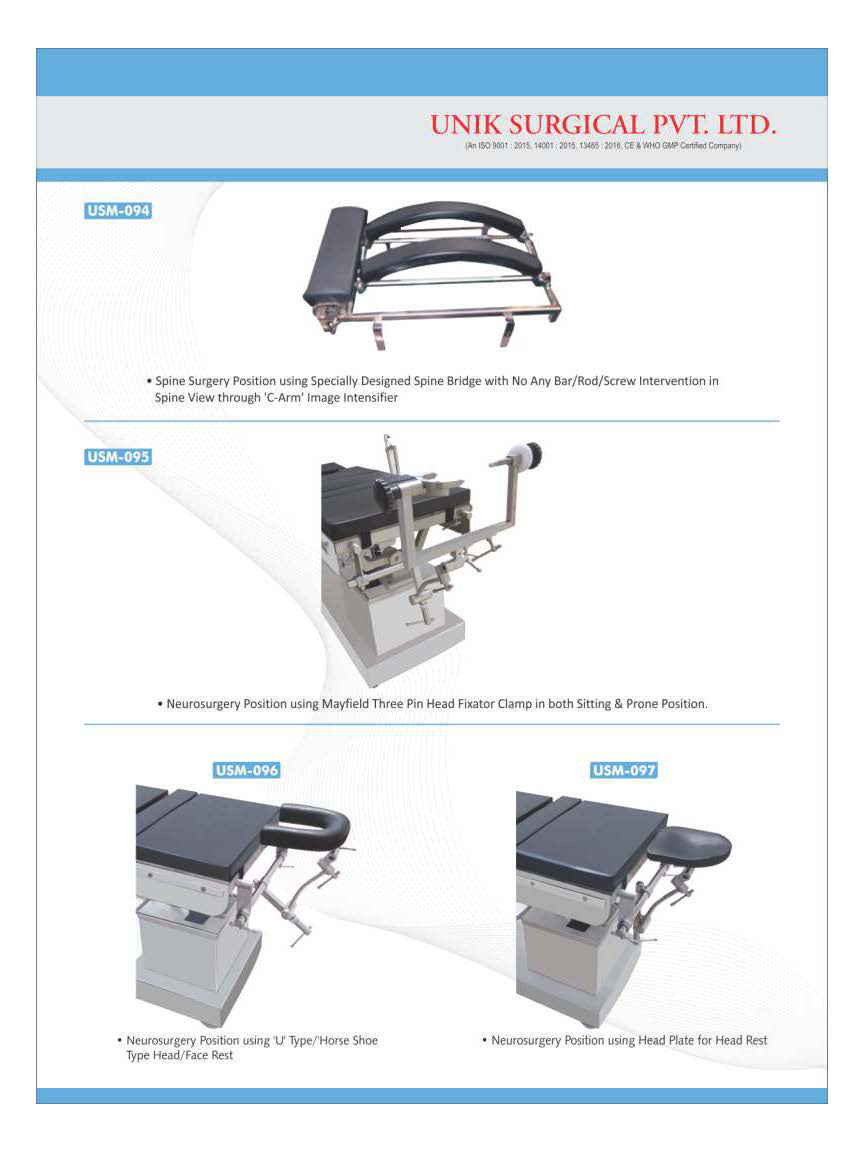 UNIK SURGICAL PVT. LTD.
(An ISO 9001 : 2015, 14001 : 2015, 13485 : 2016, CE & WHO GMP Certified Company)
USM-094
• Spine Surgery Position using Specially Designed Spine Bridge with No Any Bar/Rod/Screw Intervention in
Spine View through 'C-Arm' Image Intensifier
USM-095
• Neurosurgery Position using Mayfield Three Pin Head Fixator Clamp in both Sitting & Prone Position.
USM-096
• Neurosurgery Position using 'U' Type/'Horse Shoe
Type Head/Face Rest
USM-097
• Neurosurgery Position using Head Plate for Head Rest